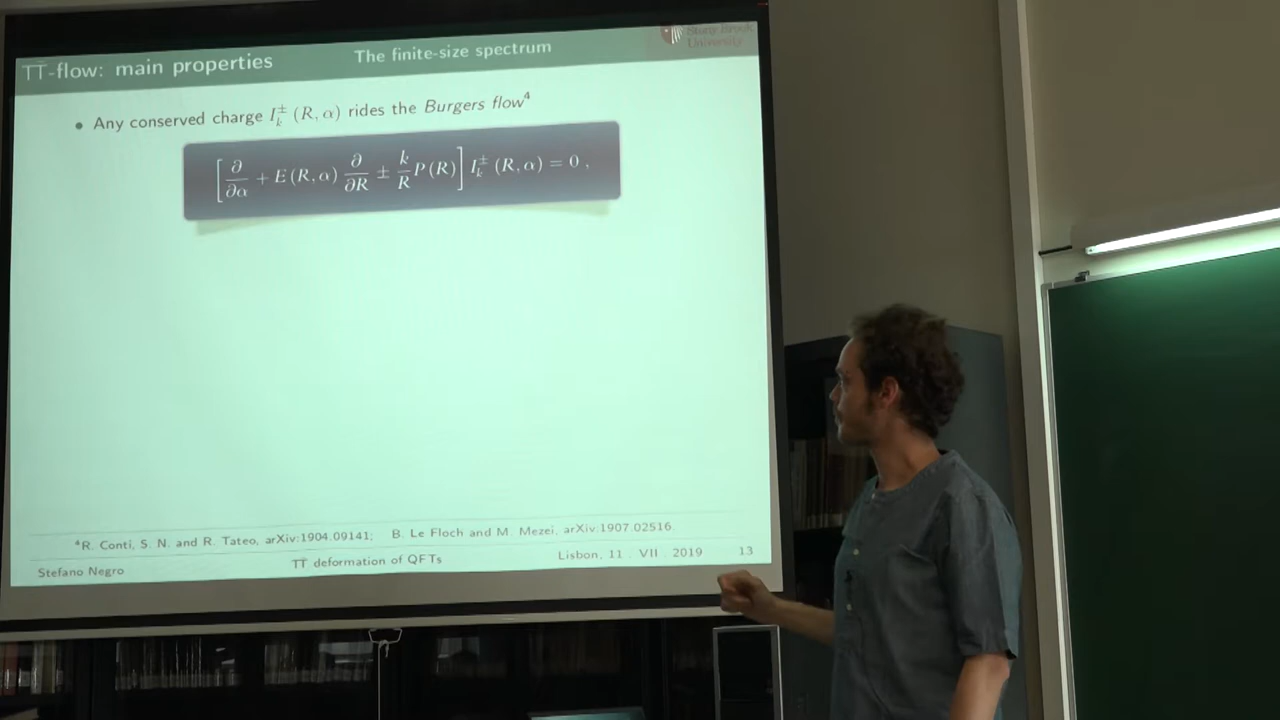 TT̄-flow: main properties
The finite-size spectrum
Stony Brook
University
• Any conserved charge I_k^± (R, α) rides the Burgers flow⁴
[∂/∂α + E (R, α) ∂/∂R ± k/R P (R)] I_k^± (R, α) = 0 ,
⁴R. Conti, S. N. and R. Tateo, arXiv:1904.09141; B. Le Floch and M. Mezei, arXiv:1907.02516.
Stefano Negro
TT̄ deformation of QFTs
Lisbon, 11 . VII . 2019
13